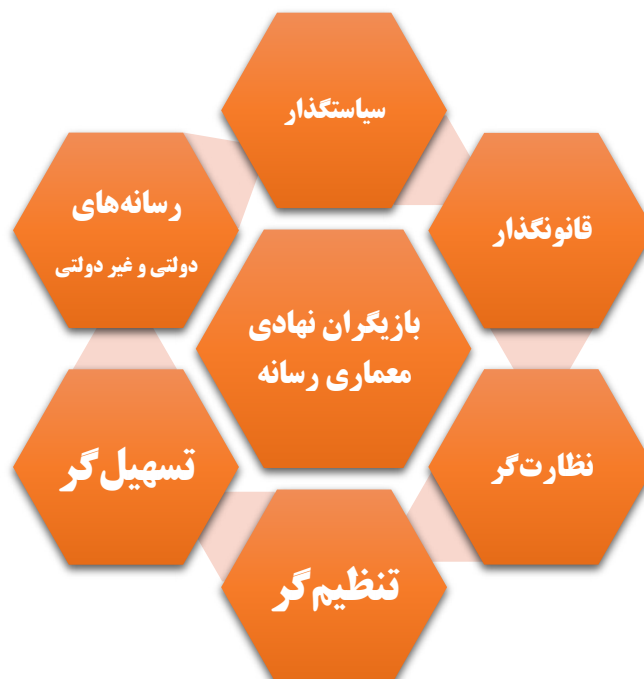 سیاستگذار
قانونگذار
رسانه‌های
دولتی و غیر دولتی
بازیگران نهادی
معماری رسانه
نظارت‌گر
تسهیل‌گر
تنظیم‌گر